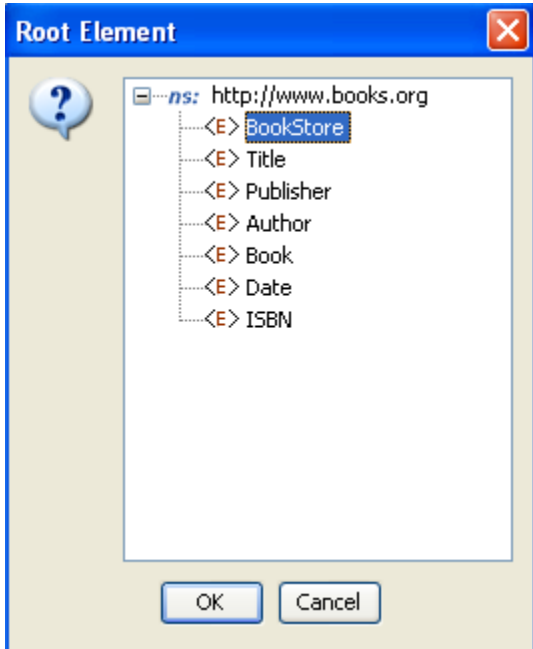 Root Element
?
ns: http://www.books.org
<E> BookStore
<E> Title
<E> Publisher
<E> Author
<E> Book
<E> Date
<E> ISBN
OK Cancel